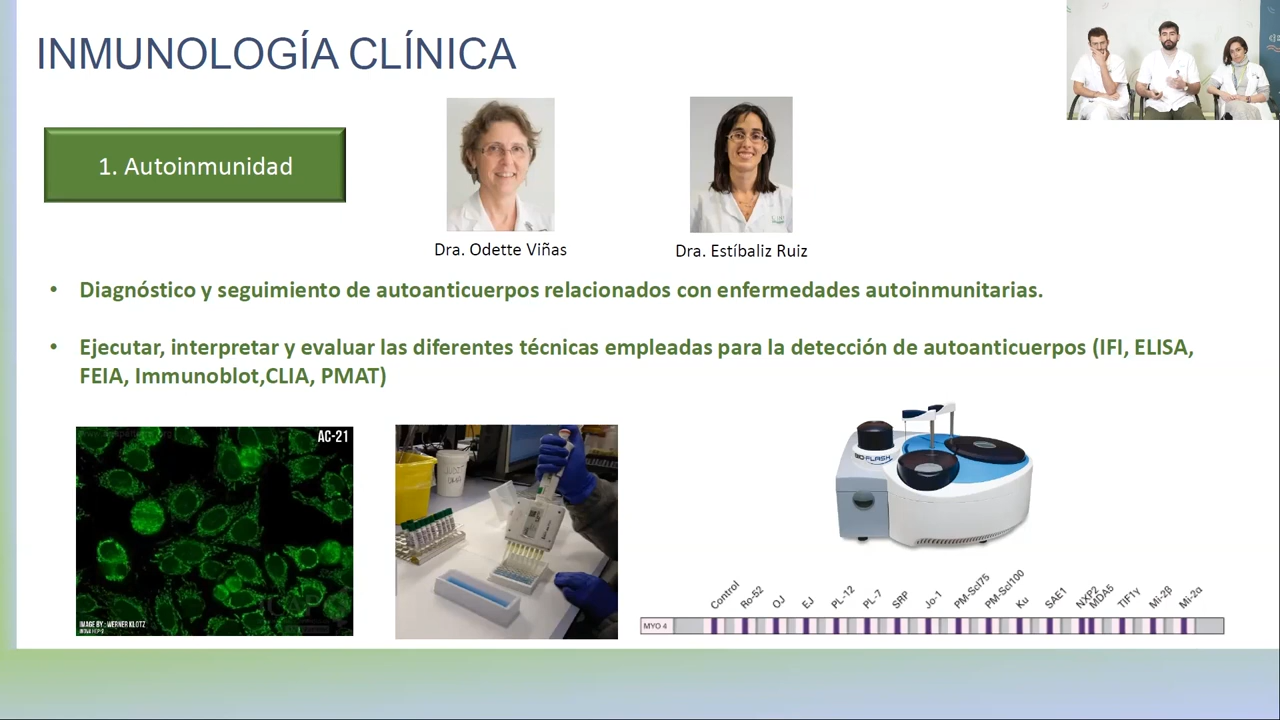 INMUNOLOGÍA CLÍNICA
1. Autoinmunidad
Dra. Odette Viñas
Dra. Estíbaliz Ruiz
• Diagnóstico y seguimiento de autoanticuerpos relacionados con enfermedades autoinmunitarias.
• Ejecutar, interpretar y evaluar las diferentes técnicas empleadas para la detección de autoanticuerpos (IFI, ELISA,
FEIA, Immunoblot,CLIA, PMAT)
AC-21
IMAGE BY: WERNER KLOTZ
BIO-FLASH
Control
Ro-52
OJ
EJ
PL-12
PL-7
SRP
Jo-1
PM-Scl75
PM-Scl100
Ku
SAE1
NXP2
MDA5
TIF1γ
Mi-2β
Mi-2α
MYO 4